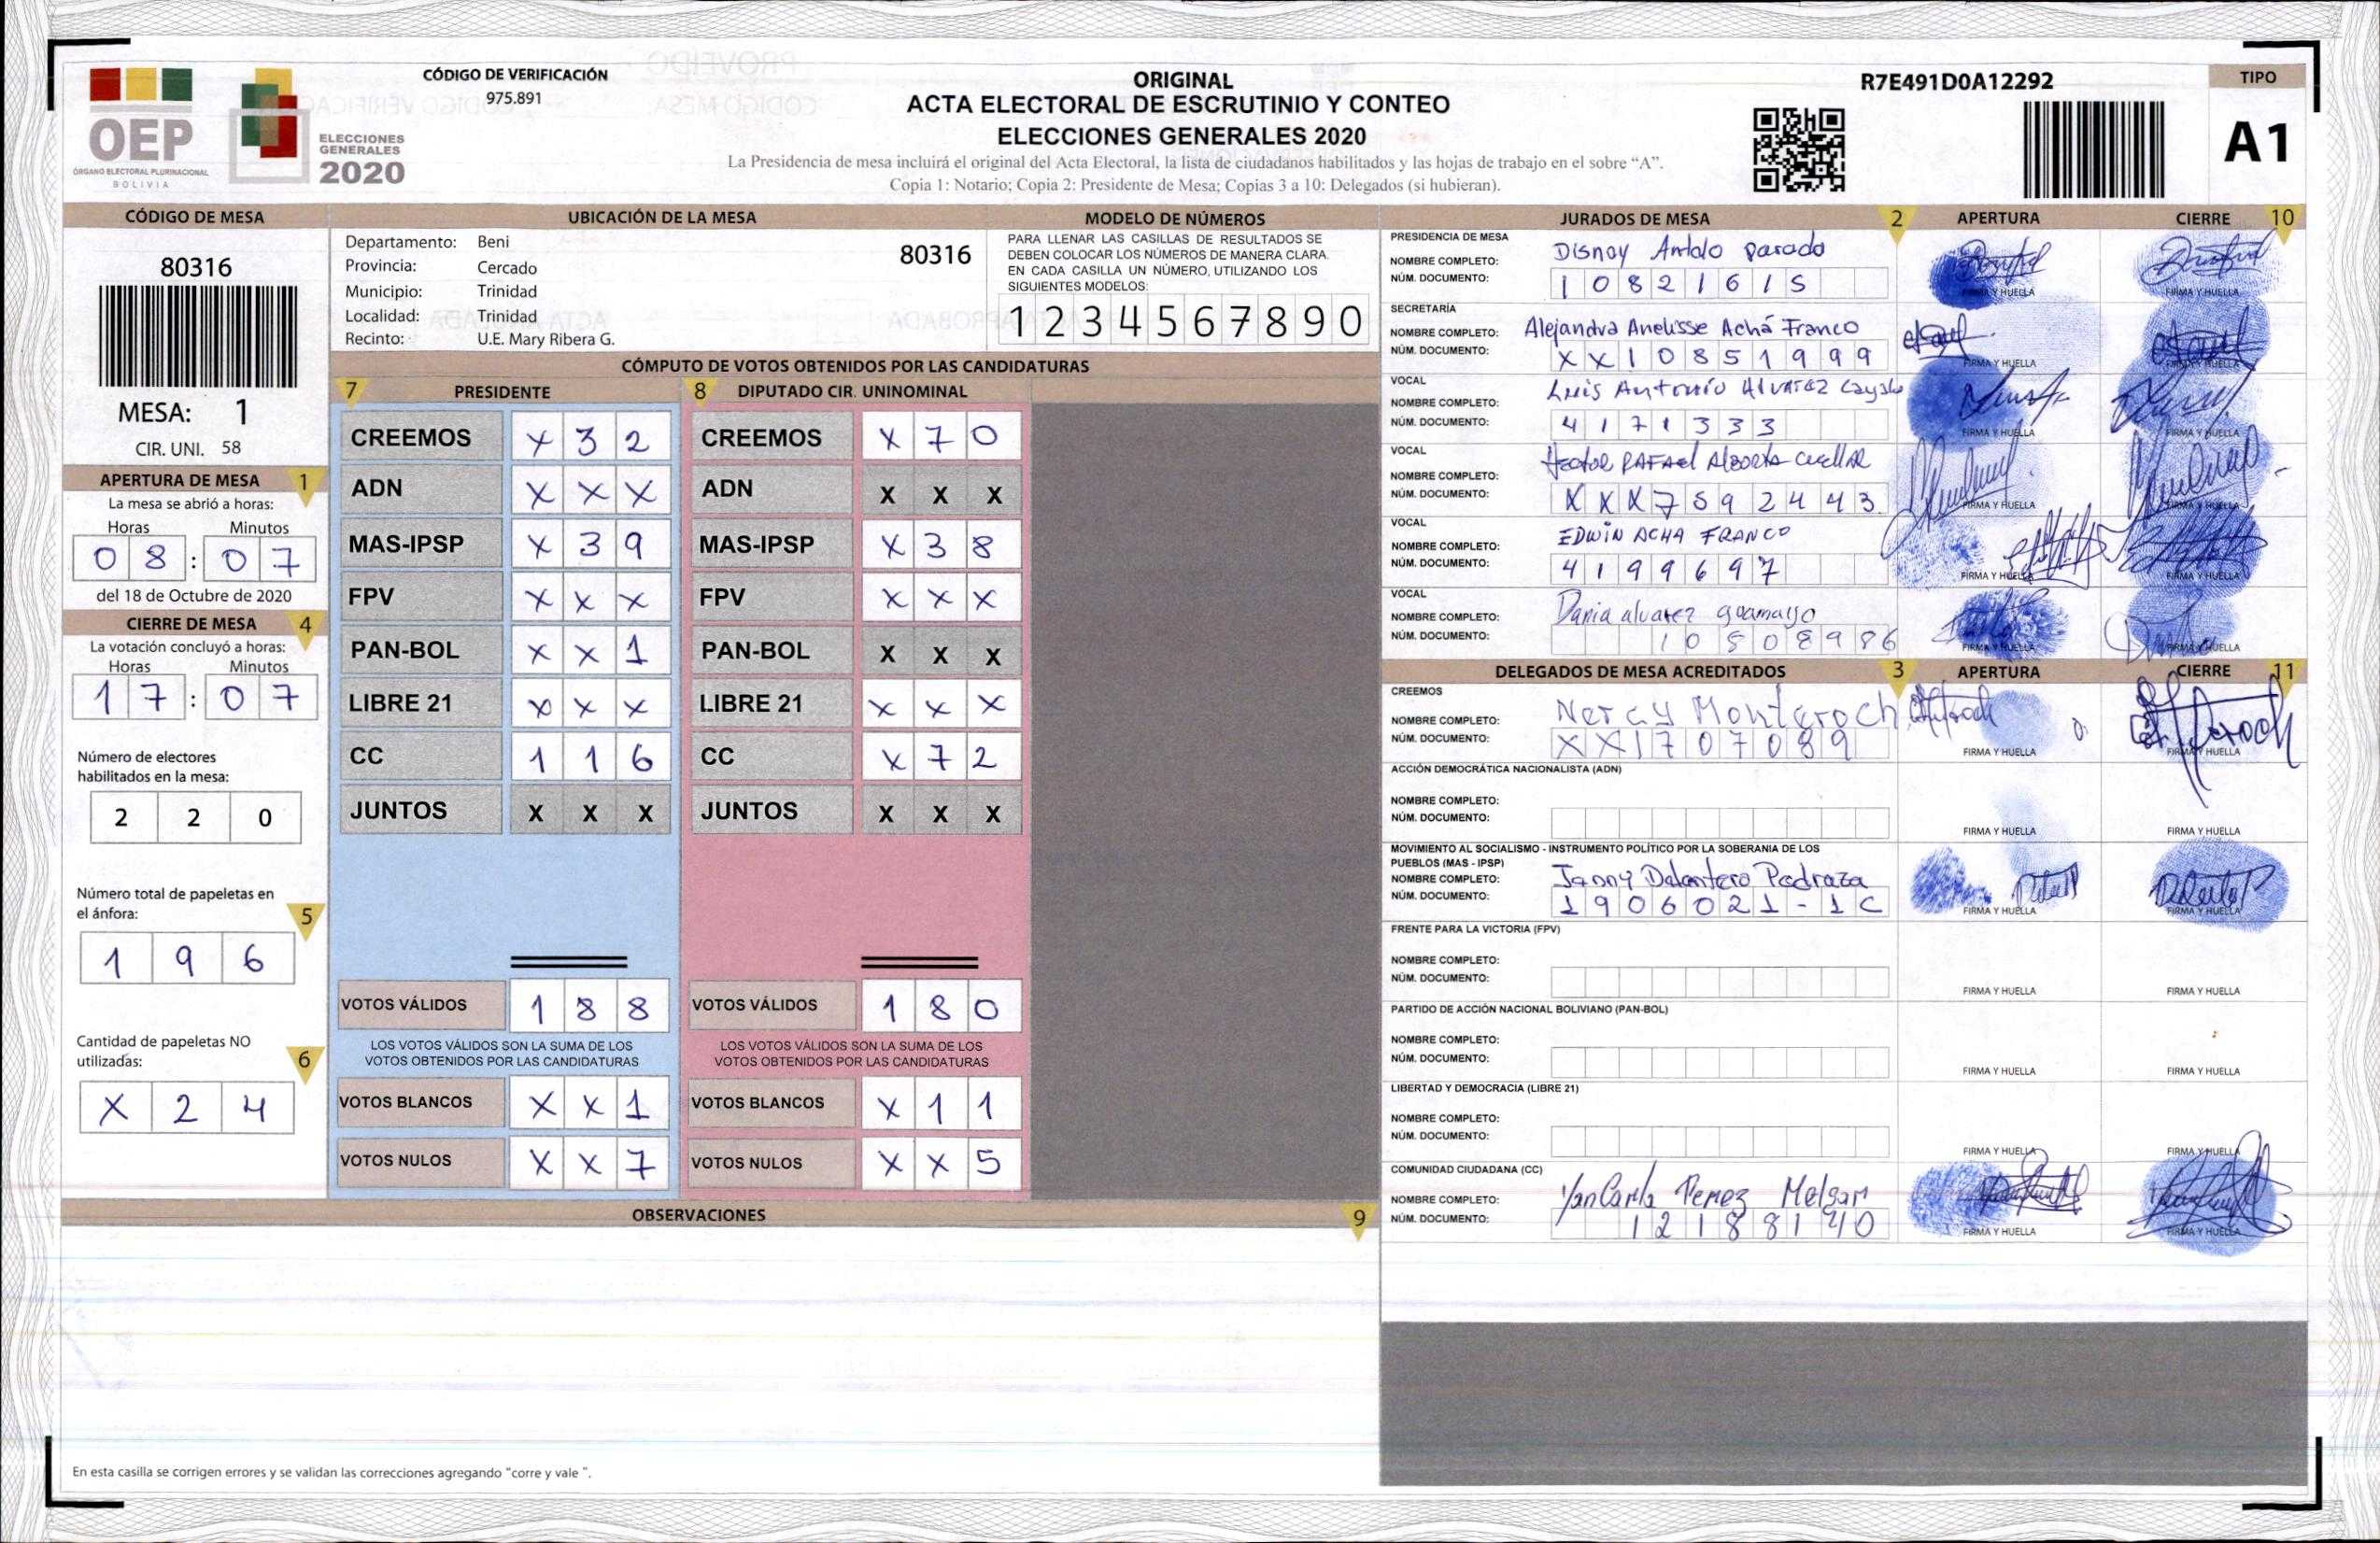 CÓDIGO DE VERIFICACIÓN
975.891
OEP
ÓRGANO ELECTORAL PLURINACIONAL
BOLIVIA
ELECCIONES
GENERALES
2020
ORIGINAL
ACTA ELECTORAL DE ESCRUTINIO Y CONTEO
ELECCIONES GENERALES 2020
La Presidencia de mesa incluirá el original del Acta Electoral, la lista de ciudadanos habilitados y las hojas de trabajo en el sobre “A”.
Copia 1: Notario; Copia 2: Presidente de Mesa; Copias 3 a 10: Delegados (si hubieran).
R7E491D0A12292
TIPO
A1
CÓDIGO DE MESA
80316
MESA: 1
CIR. UNI. 58
APERTURA DE MESA 1
La mesa se abrió a horas:
Horas Minutos
0 8 : 0 7
del 18 de Octubre de 2020
CIERRE DE MESA 4
La votación concluyó a horas:
Horas Minutos
1 7 : 0 7
Número de electores
habilitados en la mesa:
2 2 0
Número total de papeletas en
el ánfora: 5
1 9 6
Cantidad de papeletas NO
utilizadas: 6
X 2 4
UBICACIÓN DE LA MESA
Departamento: Beni 80316
Provincia: Cercado
Municipio: Trinidad
Localidad: Trinidad
Recinto: U.E. Mary Ribera G.
MODELO DE NÚMEROS
PARA LLENAR LAS CASILLAS DE RESULTADOS SE
DEBEN COLOCAR LOS NÚMEROS DE MANERA CLARA.
EN CADA CASILLA UN NÚMERO, UTILIZANDO LOS
SIGUIENTES MODELOS:
1 2 3 4 5 6 7 8 9 0
CÓMPUTO DE VOTOS OBTENIDOS POR LAS CANDIDATURAS
7 PRESIDENTE
CREEMOS X 3 2
ADN X X X
MAS-IPSP X 3 9
FPV X X X
PAN-BOL X X 1
LIBRE 21 X X X
CC 1 1 6
JUNTOS X X X
VOTOS VÁLIDOS 1 8 8
LOS VOTOS VÁLIDOS SON LA SUMA DE LOS
VOTOS OBTENIDOS POR LAS CANDIDATURAS
VOTOS BLANCOS X X 1
VOTOS NULOS X X 7
8 DIPUTADO CIR. UNINOMINAL
CREEMOS X 7 0
ADN X X X
MAS-IPSP X 3 8
FPV X X X
PAN-BOL X X X
LIBRE 21 X X X
CC X 7 2
JUNTOS X X X
VOTOS VÁLIDOS 1 8 0
LOS VOTOS VÁLIDOS SON LA SUMA DE LOS
VOTOS OBTENIDOS POR LAS CANDIDATURAS
VOTOS BLANCOS X 1 1
VOTOS NULOS X X 5
OBSERVACIONES 9
En esta casilla se corrigen errores y se validan las correcciones agregando “corre y vale ”.
JURADOS DE MESA 2 APERTURA CIERRE 10
PRESIDENCIA DE MESA
NOMBRE COMPLETO: Disnay Parada
NÚM. DOCUMENTO: 1 0 8 2 1 6 1 5
FIRMA Y HUELLA FIRMA Y HUELLA
SECRETARÍA
NOMBRE COMPLETO: Alejandra Anelisse Achá Franco
NÚM. DOCUMENTO: X X 1 0 8 5 1 9 9 9
FIRMA Y HUELLA FIRMA Y HUELLA
VOCAL
NOMBRE COMPLETO: Luis Antonio Alvarez
NÚM. DOCUMENTO: 4 1 7 1 3 3 3
FIRMA Y HUELLA FIRMA Y HUELLA
VOCAL
NOMBRE COMPLETO: Hector RAFAel Cuellar
NÚM. DOCUMENTO: X X X 7 5 9 2 4 4 3
FIRMA Y HUELLA FIRMA Y HUELLA
VOCAL
NOMBRE COMPLETO: EDWIN ACHA FRANCO
NÚM. DOCUMENTO: 4 1 9 9 6 9 7
FIRMA Y HUELLA FIRMA Y HUELLA
VOCAL
NOMBRE COMPLETO: Dania alvarez guamayo
NÚM. DOCUMENTO: 1 0 5 0 8 9 8 6
FIRMA Y HUELLA FIRMA Y HUELLA
DELEGADOS DE MESA ACREDITADOS 3 APERTURA CIERRE 11
CREEMOS
NOMBRE COMPLETO: Nercy Monteroch
NÚM. DOCUMENTO: X X 1 7 0 7 0 8 9
FIRMA Y HUELLA FIRMA Y HUELLA
ACCIÓN DEMOCRÁTICA NACIONALISTA (ADN)
NOMBRE COMPLETO:
NÚM. DOCUMENTO:
FIRMA Y HUELLA FIRMA Y HUELLA
MOVIMIENTO AL SOCIALISMO - INSTRUMENTO POLÍTICO POR LA SOBERANIA DE LOS
PUEBLOS (MAS - IPSP)
NOMBRE COMPLETO: Janny Dalentero Pedraza
NÚM. DOCUMENTO: 1 9 0 6 0 2 1 - 1 C
FIRMA Y HUELLA FIRMA Y HUELLA
FRENTE PARA LA VICTORIA (FPV)
NOMBRE COMPLETO:
NÚM. DOCUMENTO:
FIRMA Y HUELLA FIRMA Y HUELLA
PARTIDO DE ACCIÓN NACIONAL BOLIVIANO (PAN-BOL)
NOMBRE COMPLETO:
NÚM. DOCUMENTO:
FIRMA Y HUELLA FIRMA Y HUELLA
LIBERTAD Y DEMOCRACIA (LIBRE 21)
NOMBRE COMPLETO:
NÚM. DOCUMENTO:
FIRMA Y HUELLA FIRMA Y HUELLA
COMUNIDAD CIUDADANA (CC)
NOMBRE COMPLETO: YanCarla Perez Melgar
NÚM. DOCUMENTO: 1 2 1 8 8 1 4 0
FIRMA Y HUELLA FIRMA Y HUELLA